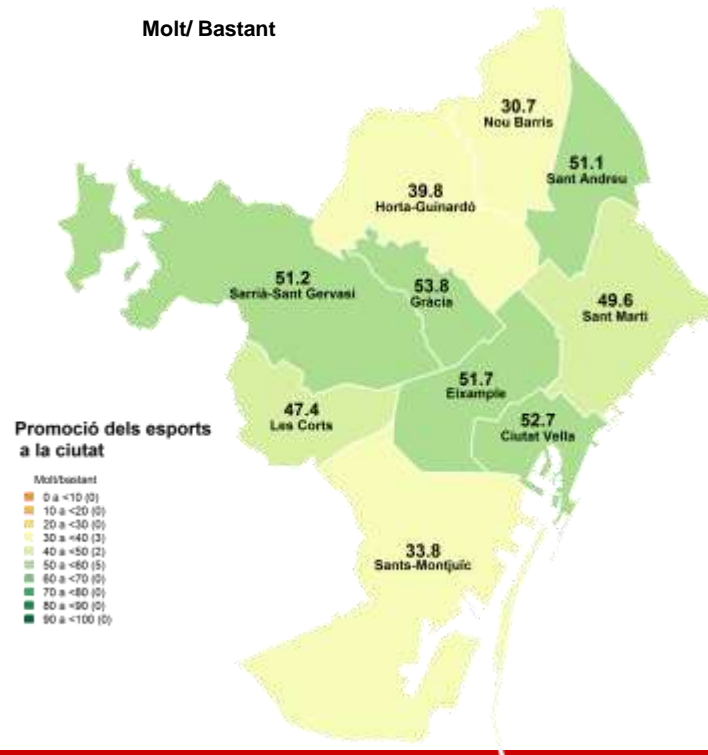 Molt/ Bastant
30.7
Nou Barris
51.1
Sant Andreu
39.8
Horta-Guinardó
51.2
Sarrià-Sant Gervasi
53.8
Gràcia
49.6
Sant Martí
51.7
Eixample
47.4
Les Corts
52.7
Ciutat Vella
33.8
Sants-Montjuïc
Promoció dels esports
a la ciutat
Molt/bastant
0 a <10 (0)
10 a <20 (0)
20 a <30 (0)
30 a <40 (3)
40 a <50 (2)
50 a <60 (5)
60 a <70 (0)
70 a <80 (0)
80 a <90 (0)
90 a <100 (0)